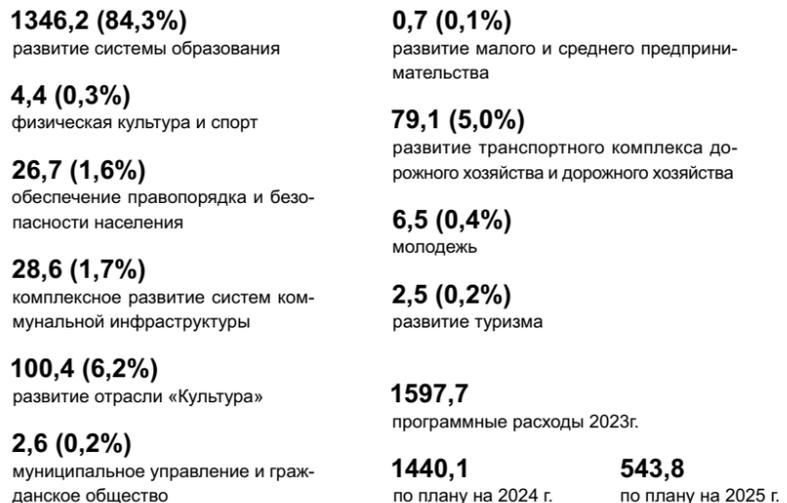 1346,2 (84,3%)
развитие системы образования
4,4 (0,3%)
физическая культура и спорт
26,7 (1,6%)
обеспечение правопорядка и безо-
пасности населения
28,6 (1,7%)
комплексное развитие систем ком-
мунальной инфраструктуры
100,4 (6,2%)
развитие отрасли «Культура»
2,6 (0,2%)
муниципальное управление и граж-
данское общество
0,7 (0,1%)
развитие малого и среднего предприни-
мательства
79,1 (5,0%)
развитие транспортного комплекса до-
рожного хозяйства и дорожного хозяйства
6,5 (0,4%)
молодежь
2,5 (0,2%)
развитие туризма
1597,7
программные расходы 2023г.
1440,1
по плану на 2024 г.
543,8
по плану на 2025 г.